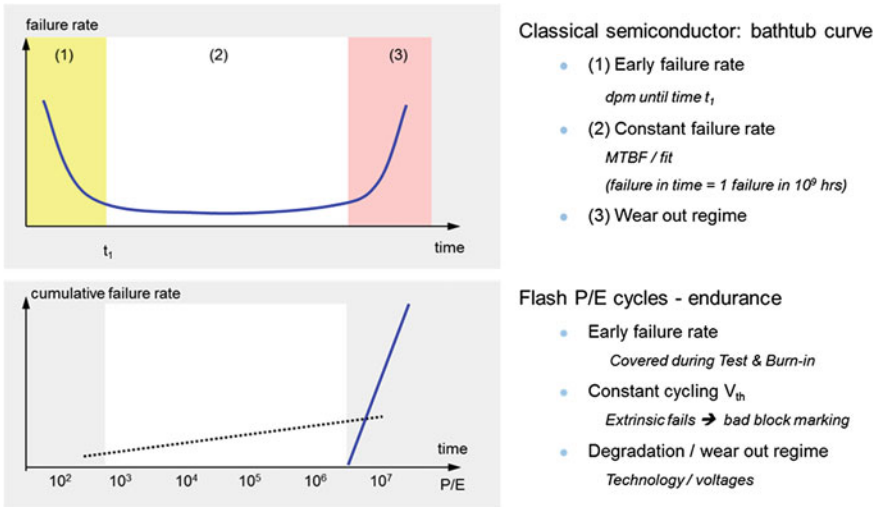 failure rate
(1)
(2)
(3)
t1
time
Classical semiconductor: bathtub curve
(1) Early failure rate
dpm until time t₁
(2) Constant failure rate
MTBF / fit
(failure in time = 1 failure in 10⁹ hrs)
(3) Wear out regime
cumulative failure rate
time
10² 10³ 10⁴ 10⁵ 10⁶ 10⁷ P/E
Flash P/E cycles - endurance
Early failure rate
Covered during Test & Burn-in
Constant cycling Vth
Extrinsic fails ➔ bad block marking
Degradation / wear out regime
Technology / voltages